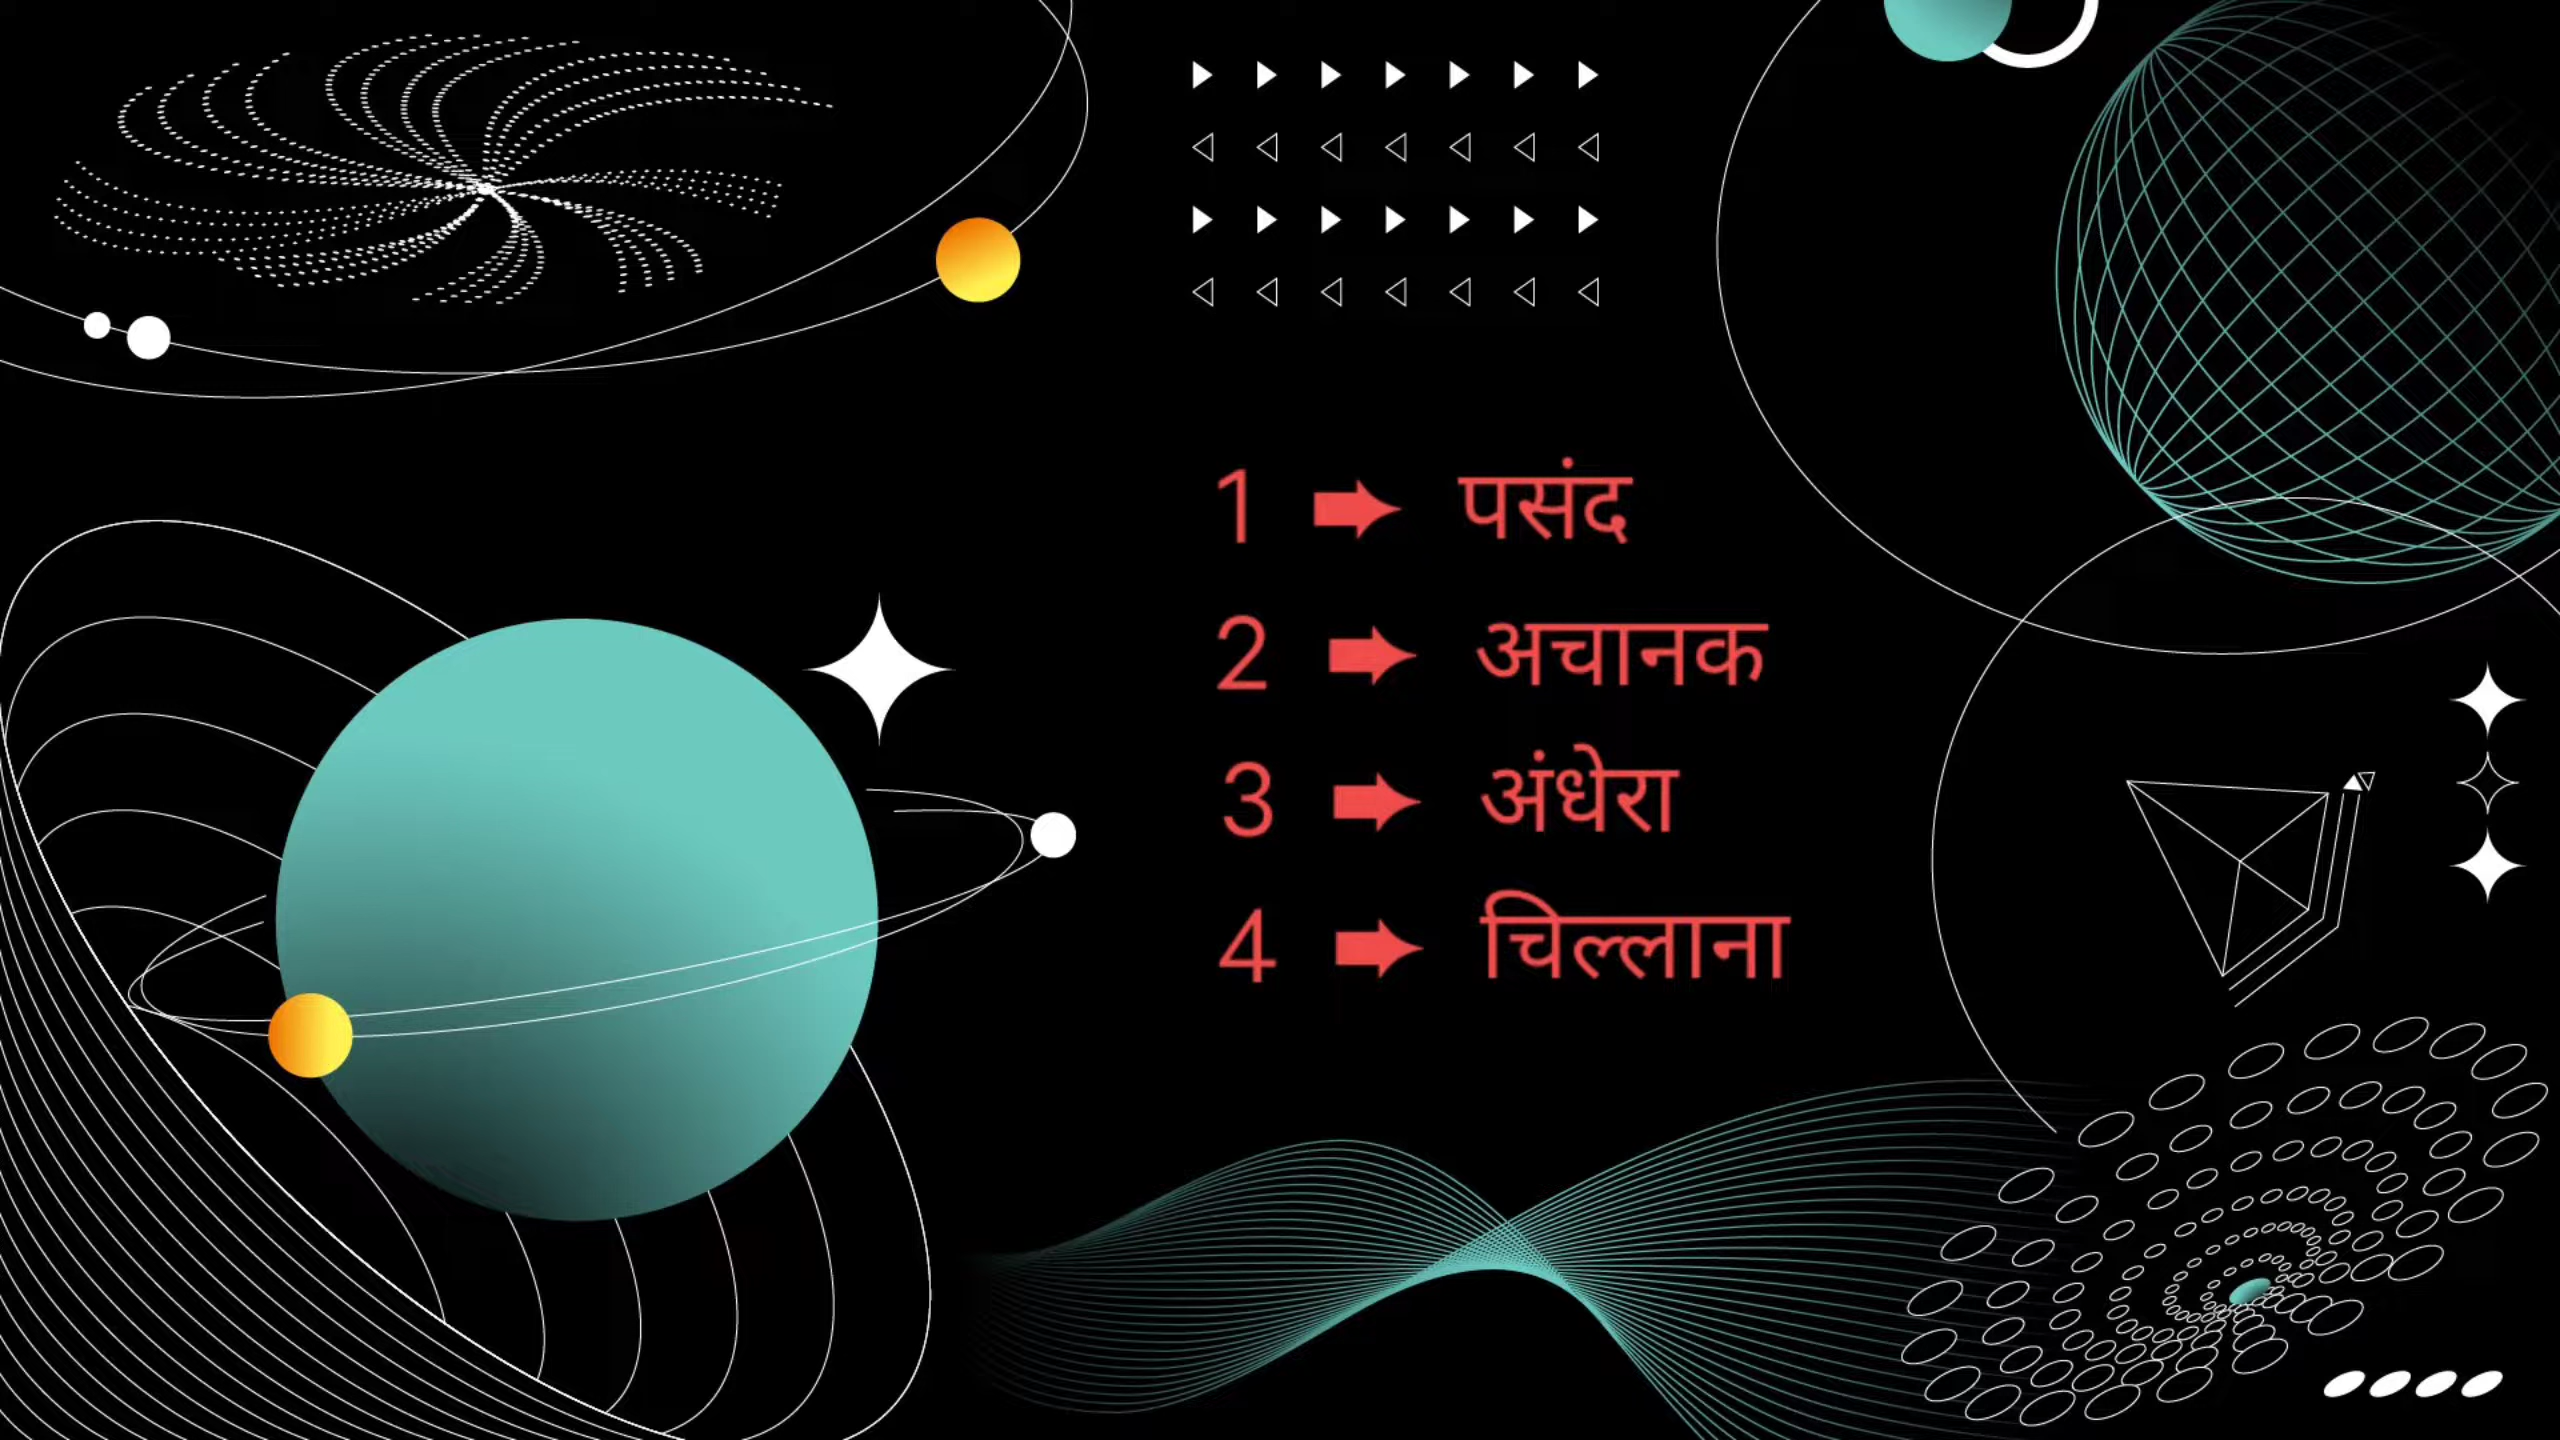 1 ➡ पसंद
2 ➡ अचानक
3 ➡ अंधेरा
4 ➡ चिल्लाना